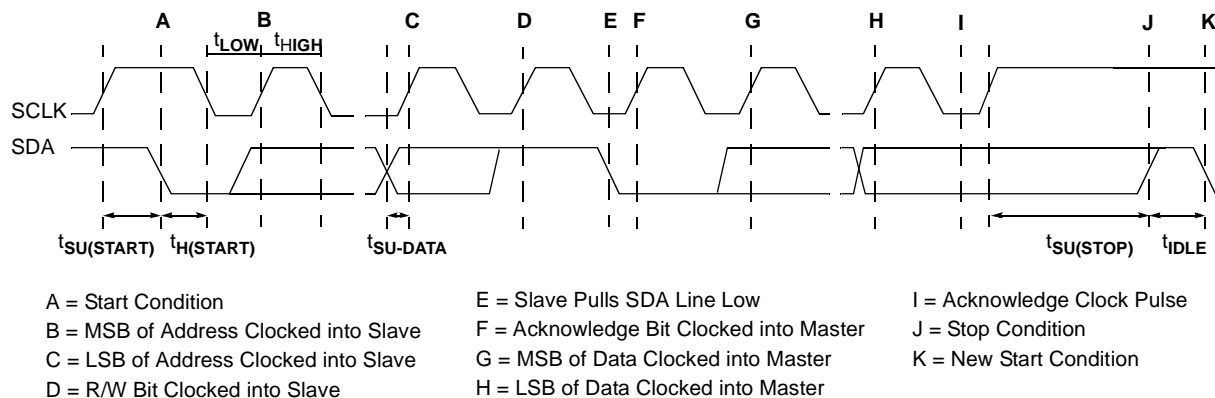 A B C D E F G H I J K
tLOW tHIGH
SCLK
SDA
tSU(START) tH(START) tSU-DATA tSU(STOP) tIDLE
A = Start Condition
B = MSB of Address Clocked into Slave
C = LSB of Address Clocked into Slave
D = R/W Bit Clocked into Slave
E = Slave Pulls SDA Line Low
F = Acknowledge Bit Clocked into Master
G = MSB of Data Clocked into Master
H = LSB of Data Clocked into Master
I = Acknowledge Clock Pulse
J = Stop Condition
K = New Start Condition